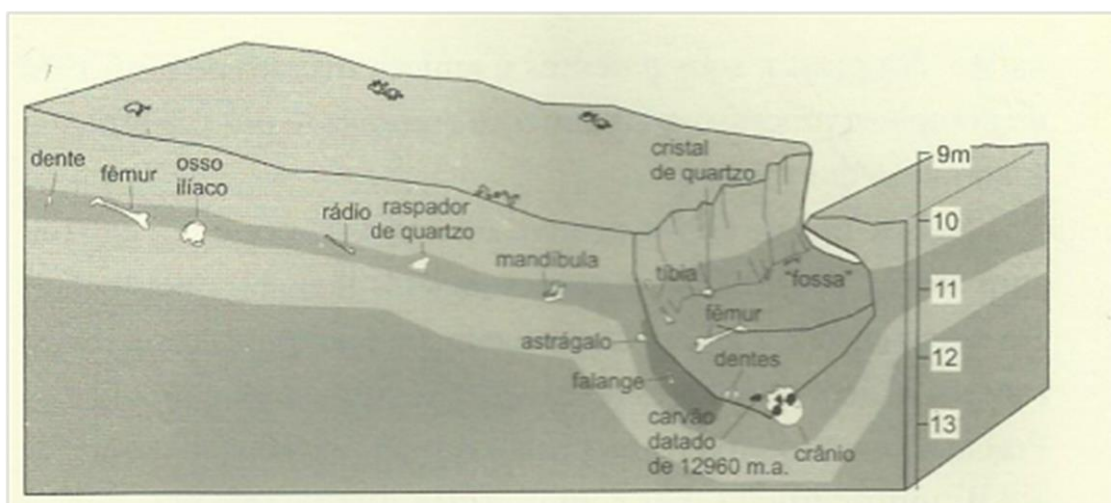 dente
fêmur
osso
ilíaco
rádio
raspador
de quartzo
mandíbula
cristal
de quartzo
tíbia
"fossa"
fêmur
astrágalo
dentes
falange
carvão
datado
de 12960 m.a.
crânio
9m
10
11
12
13